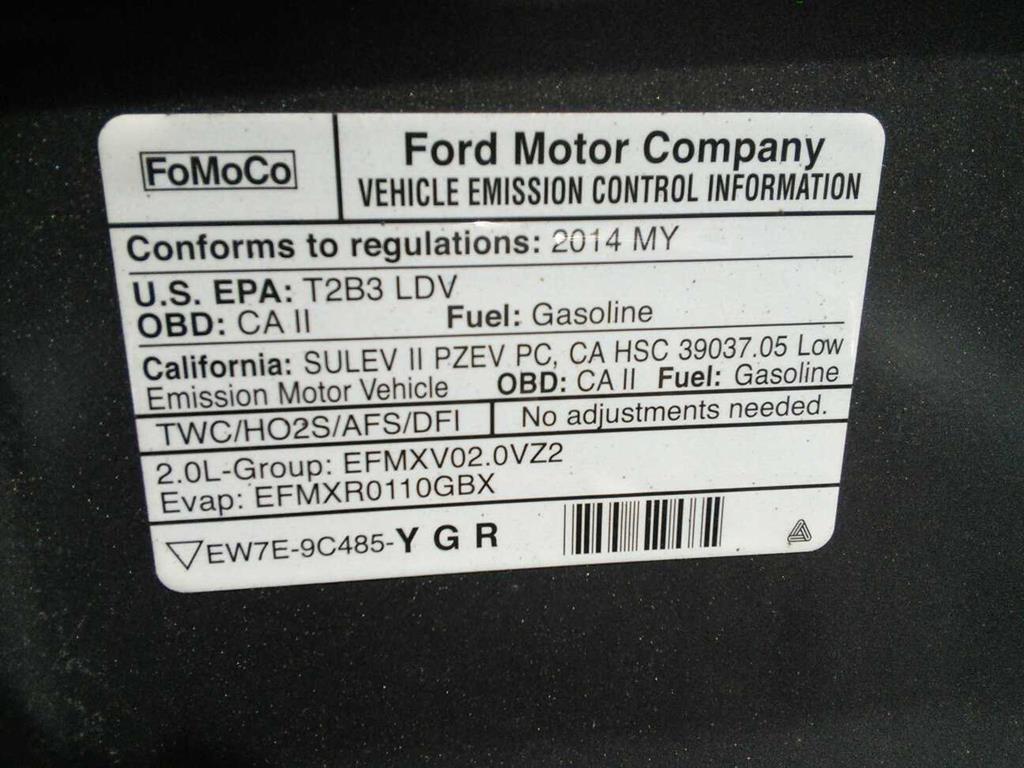 FoMoCo
Ford Motor Company
VEHICLE EMISSION CONTROL INFORMATION
Conforms to regulations: 2014 MY
U.S. EPA: T2B3 LDV
OBD: CA II Fuel: Gasoline
California: SULEV II PZEV PC, CA HSC 39037.05 Low
Emission Motor Vehicle OBD: CA II Fuel: Gasoline
TWC/HO2S/AFS/DFI No adjustments needed.
2.0L-Group: EFMXV02.0VZ2
Evap: EFMXR0110GBX
EW7E-9C485-Y G R